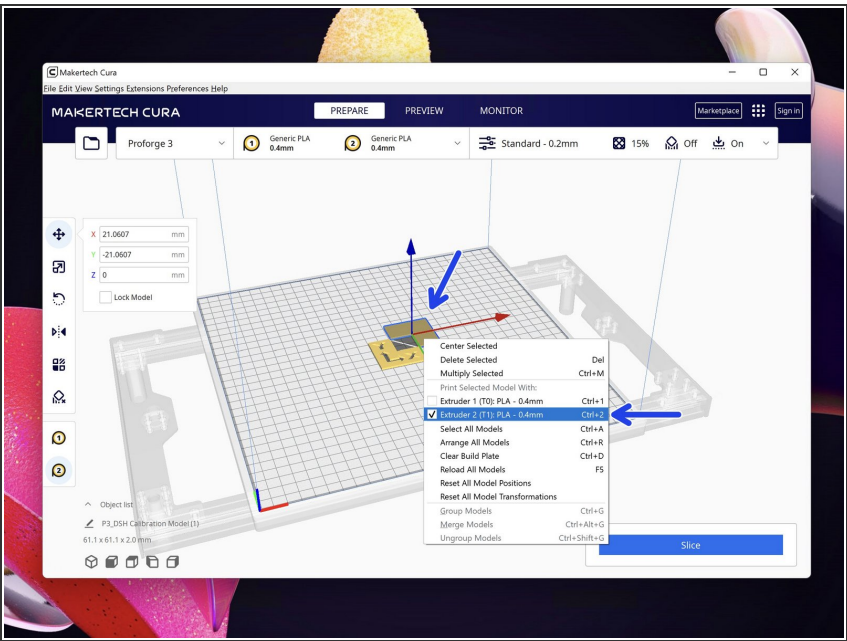 Makertech Cura
File Edit View Settings Extensions Preferences Help
MAKERTECH CURA
PREPARE
PREVIEW
MONITOR
Marketplace
Sign in
Proforge 3
1
Generic PLA
0.4mm
2
Generic PLA
0.4mm
Standard - 0.2mm
15%
Off
On
X 21.0607 mm
Y -21.0607 mm
Z 0 mm
Lock Model
Center Selected
Delete Selected Del
Multiply Selected Ctrl+M
Print Selected Model With:
Extruder 1 (T0): PLA - 0.4mm Ctrl+1
Extruder 2 (T1): PLA - 0.4mm Ctrl+2
Select All Models Ctrl+A
Arrange All Models Ctrl+R
Clear Build Plate Ctrl+D
Reload All Models F5
Reset All Model Positions
Reset All Model Transformations
Group Models Ctrl+G
Merge Models Ctrl+Alt+G
Ungroup Models Ctrl+Shift+G
1
2
Object list
P3_DSH Calibration Model(1)
61.1 x 61.1 x 2.0 mm
Slice